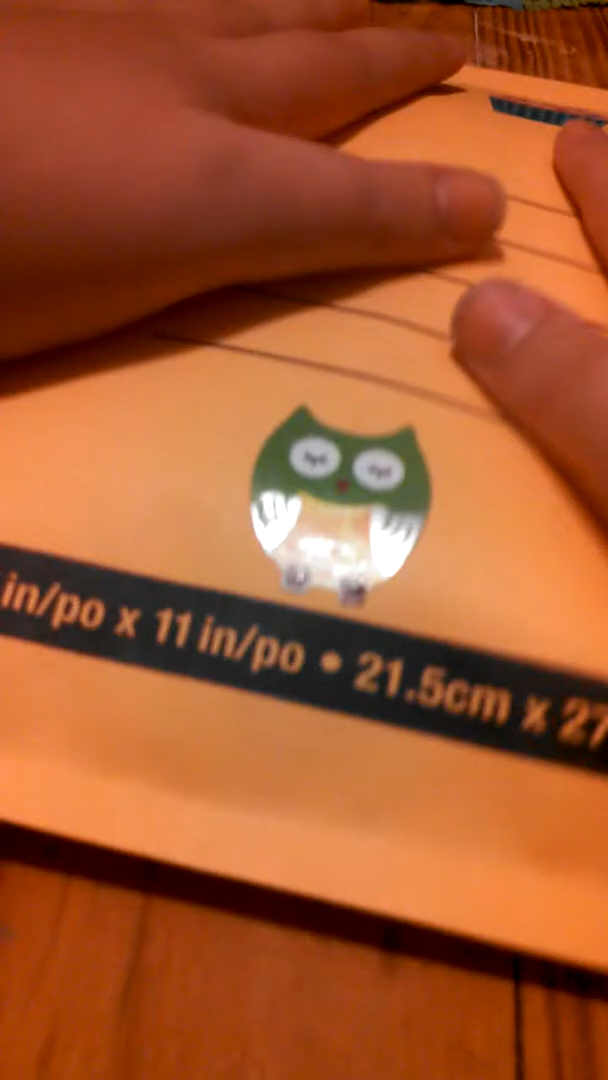 in/po x 11 in/po • 21.5cm x 27